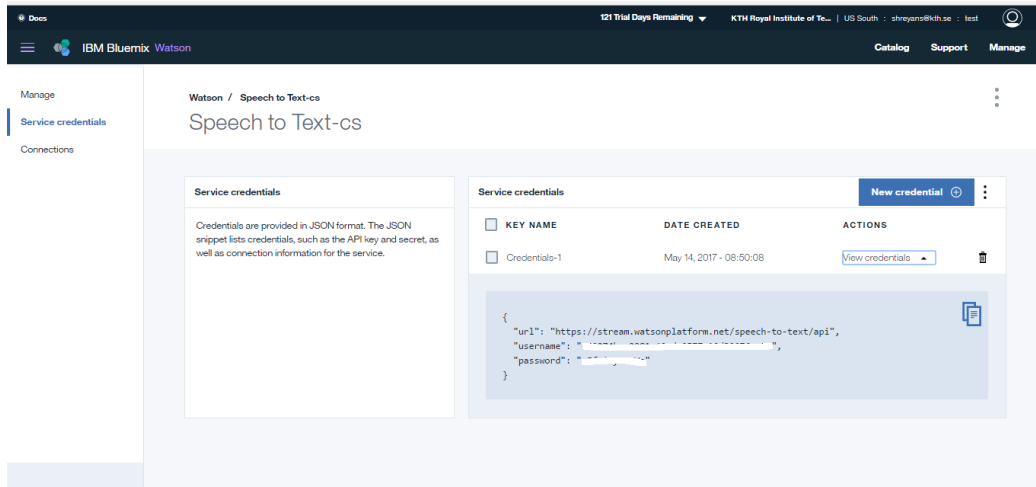 Docs
121 Trial Days Remaining
KTH Royal Institute of Te... | US South : shreyans@kth.se : test
IBM Bluemix Watson
Catalog Support Manage
Manage
Service credentials
Connections
Watson / Speech to Text-cs
Speech to Text-cs
Service credentials
Credentials are provided in JSON format. The JSON
snippet lists credentials, such as the API key and secret, as
well as connection information for the service.
Service credentials
New credential
KEY NAME DATE CREATED ACTIONS
Credentials-1 May 14, 2017 - 08:50:08 View credentials
{
"url": "https://stream.watsonplatform.net/speech-to-text/api",
"username": " ",
"password": " "
}